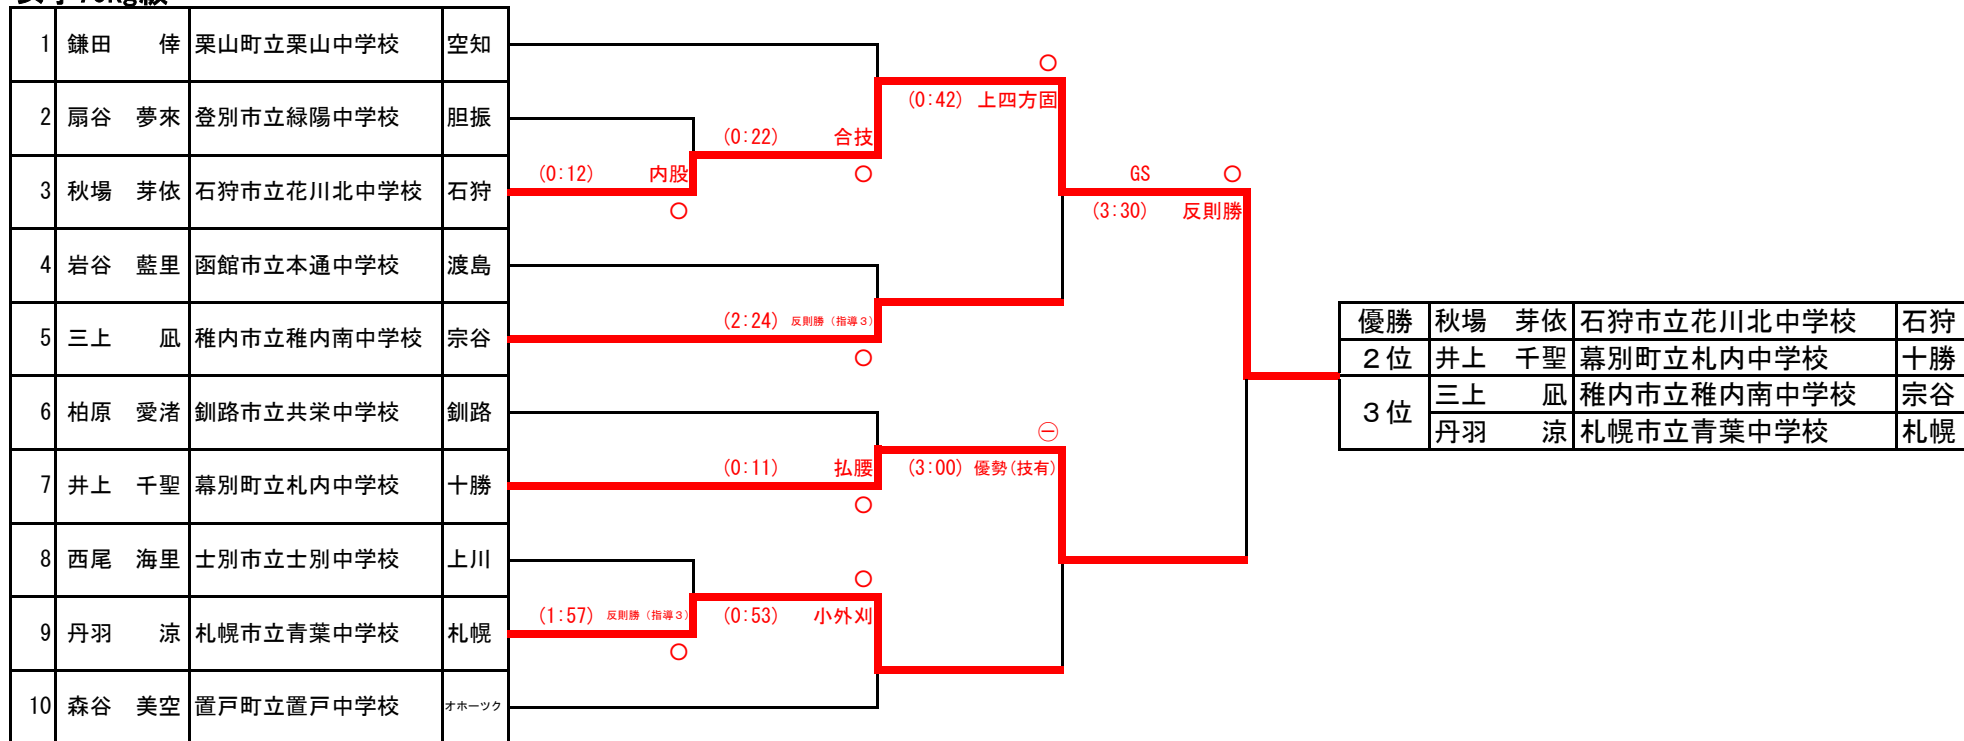 1 鎌田 倖 栗山町立栗山中学校 空知
2 扇谷 夢來 登別市立緑陽中学校 胆振
3 秋場 芽依 石狩市立花川北中学校 石狩
4 岩谷 藍里 函館市立本通中学校 渡島
5 三上 凪 稚内市立稚内南中学校 宗谷
6 柏原 愛渚 釧路市立共栄中学校 釧路
7 井上 千聖 幕別町立札内中学校 十勝
8 西尾 海里 士別市立士別中学校 上川
9 丹羽 涼 札幌市立青葉中学校 札幌
10 森谷 美空 置戸町立置戸中学校 オホーツク
(0:12) 内股
○
(1:57) 反則勝(指導3)
○
(0:22) 合技
○
(2:24) 反則勝(指導3)
○
(0:11) 払腰
○
○
(0:53) 小外刈
○
(0:42) 上四方固
㊀
(3:00) 優勢(技有)
GS ○
(3:30) 反則勝
優勝 秋場 芽依 石狩市立花川北中学校 石狩
2位 井上 千聖 幕別町立札内中学校 十勝
3位 三上 凪 稚内市立稚内南中学校 宗谷
丹羽 涼 札幌市立青葉中学校 札幌